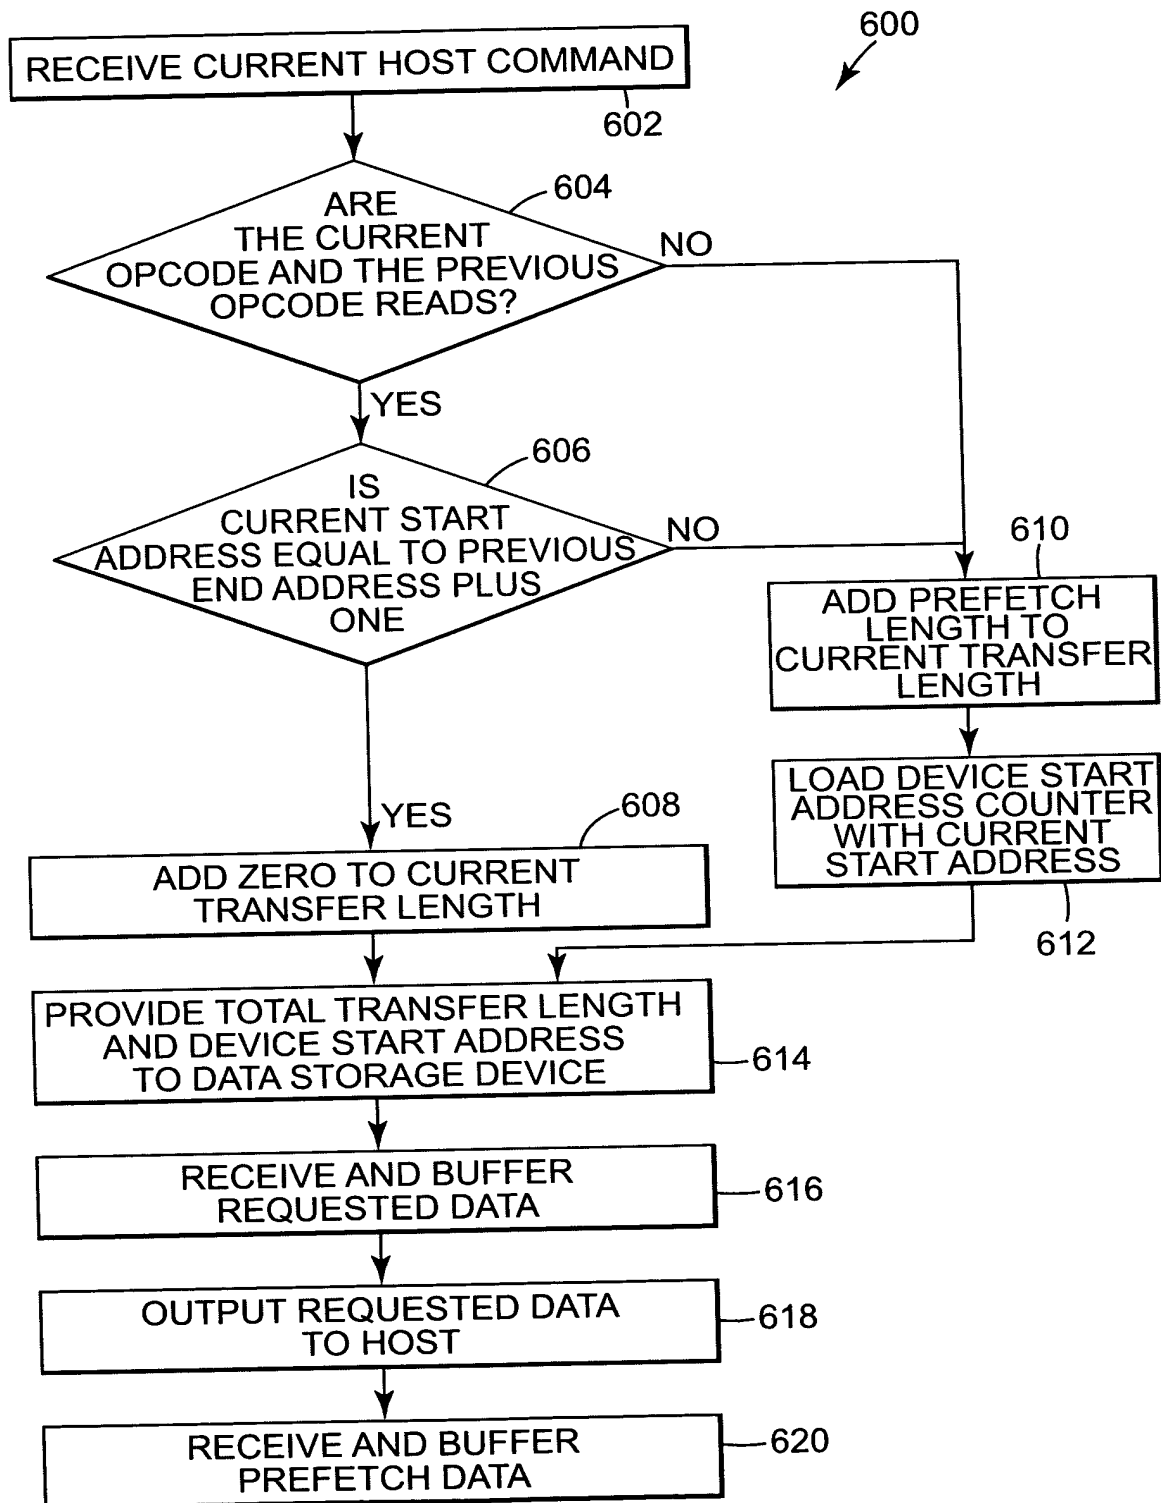 600
RECEIVE CURRENT HOST COMMAND
602
604
ARE
THE CURRENT
OPCODE AND THE PREVIOUS
OPCODE READS?
NO
YES
606
IS
CURRENT START
ADDRESS EQUAL TO PREVIOUS
END ADDRESS PLUS
ONE
NO
610
ADD PREFETCH
LENGTH TO
CURRENT TRANSFER
LENGTH
LOAD DEVICE START
ADDRESS COUNTER
WITH CURRENT
START ADDRESS
612
YES
608
ADD ZERO TO CURRENT
TRANSFER LENGTH
PROVIDE TOTAL TRANSFER LENGTH
AND DEVICE START ADDRESS
TO DATA STORAGE DEVICE
614
RECEIVE AND BUFFER
REQUESTED DATA
616
OUTPUT REQUESTED DATA
TO HOST
618
RECEIVE AND BUFFER
PREFETCH DATA
620